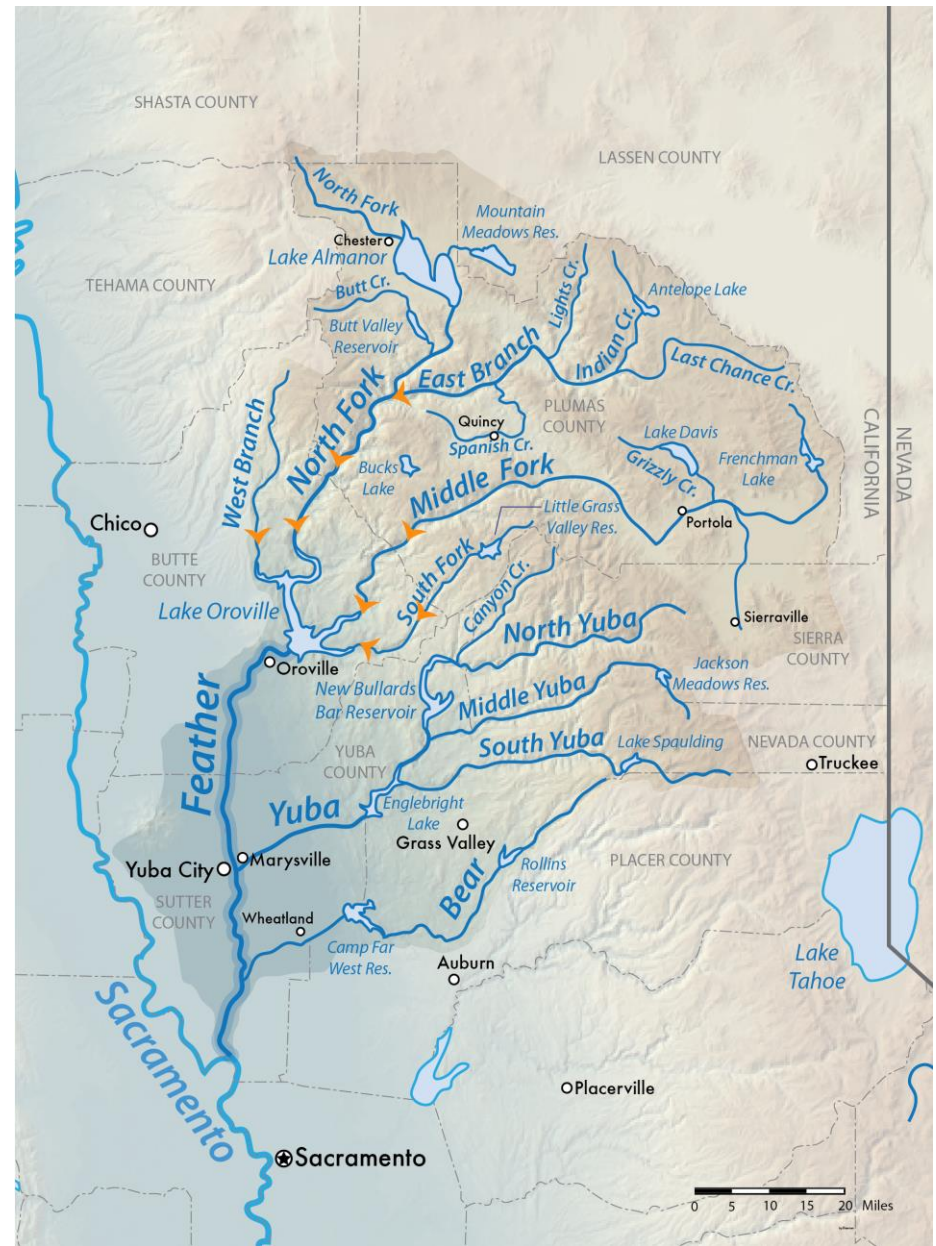 SHASTA COUNTY
LASSEN COUNTY
North Fork
Mountain
Meadows Res.
Chester
Lake Almanor
TEHAMA COUNTY
Butt Cr.
Lights Cr.
Antelope Lake
Butt Valley
Reservoir
Indian Cr.
East Branch
Last Chance Cr.
North Fork
West Branch
PLUMAS
COUNTY
Quincy
Spanish Cr.
Lake Davis
Grizzly Cr.
Frenchman
Lake
CALIFORNIA
NEVADA
Bucks
Lake
Middle Fork
Little Grass
Valley Res.
Portola
Chico
BUTTE
COUNTY
South Fork
Canyon Cr.
Lake Oroville
North Yuba
Sierraville
SIERRA
COUNTY
Oroville
New Bullards
Bar Reservoir
Middle Yuba
Jackson
Meadows Res.
Feather
South Yuba
Lake Spaulding
NEVADA COUNTY
YUBA
COUNTY
Truckee
Yuba
Englebright
Lake
Grass Valley
Marysville
Yuba City
PLACER COUNTY
Bear
Rollins
Reservoir
SUTTER
COUNTY
Wheatland
Camp Far
West Res.
Auburn
Lake
Tahoe
Sacramento
Placerville
Sacramento
0 5 10 15 20 Miles